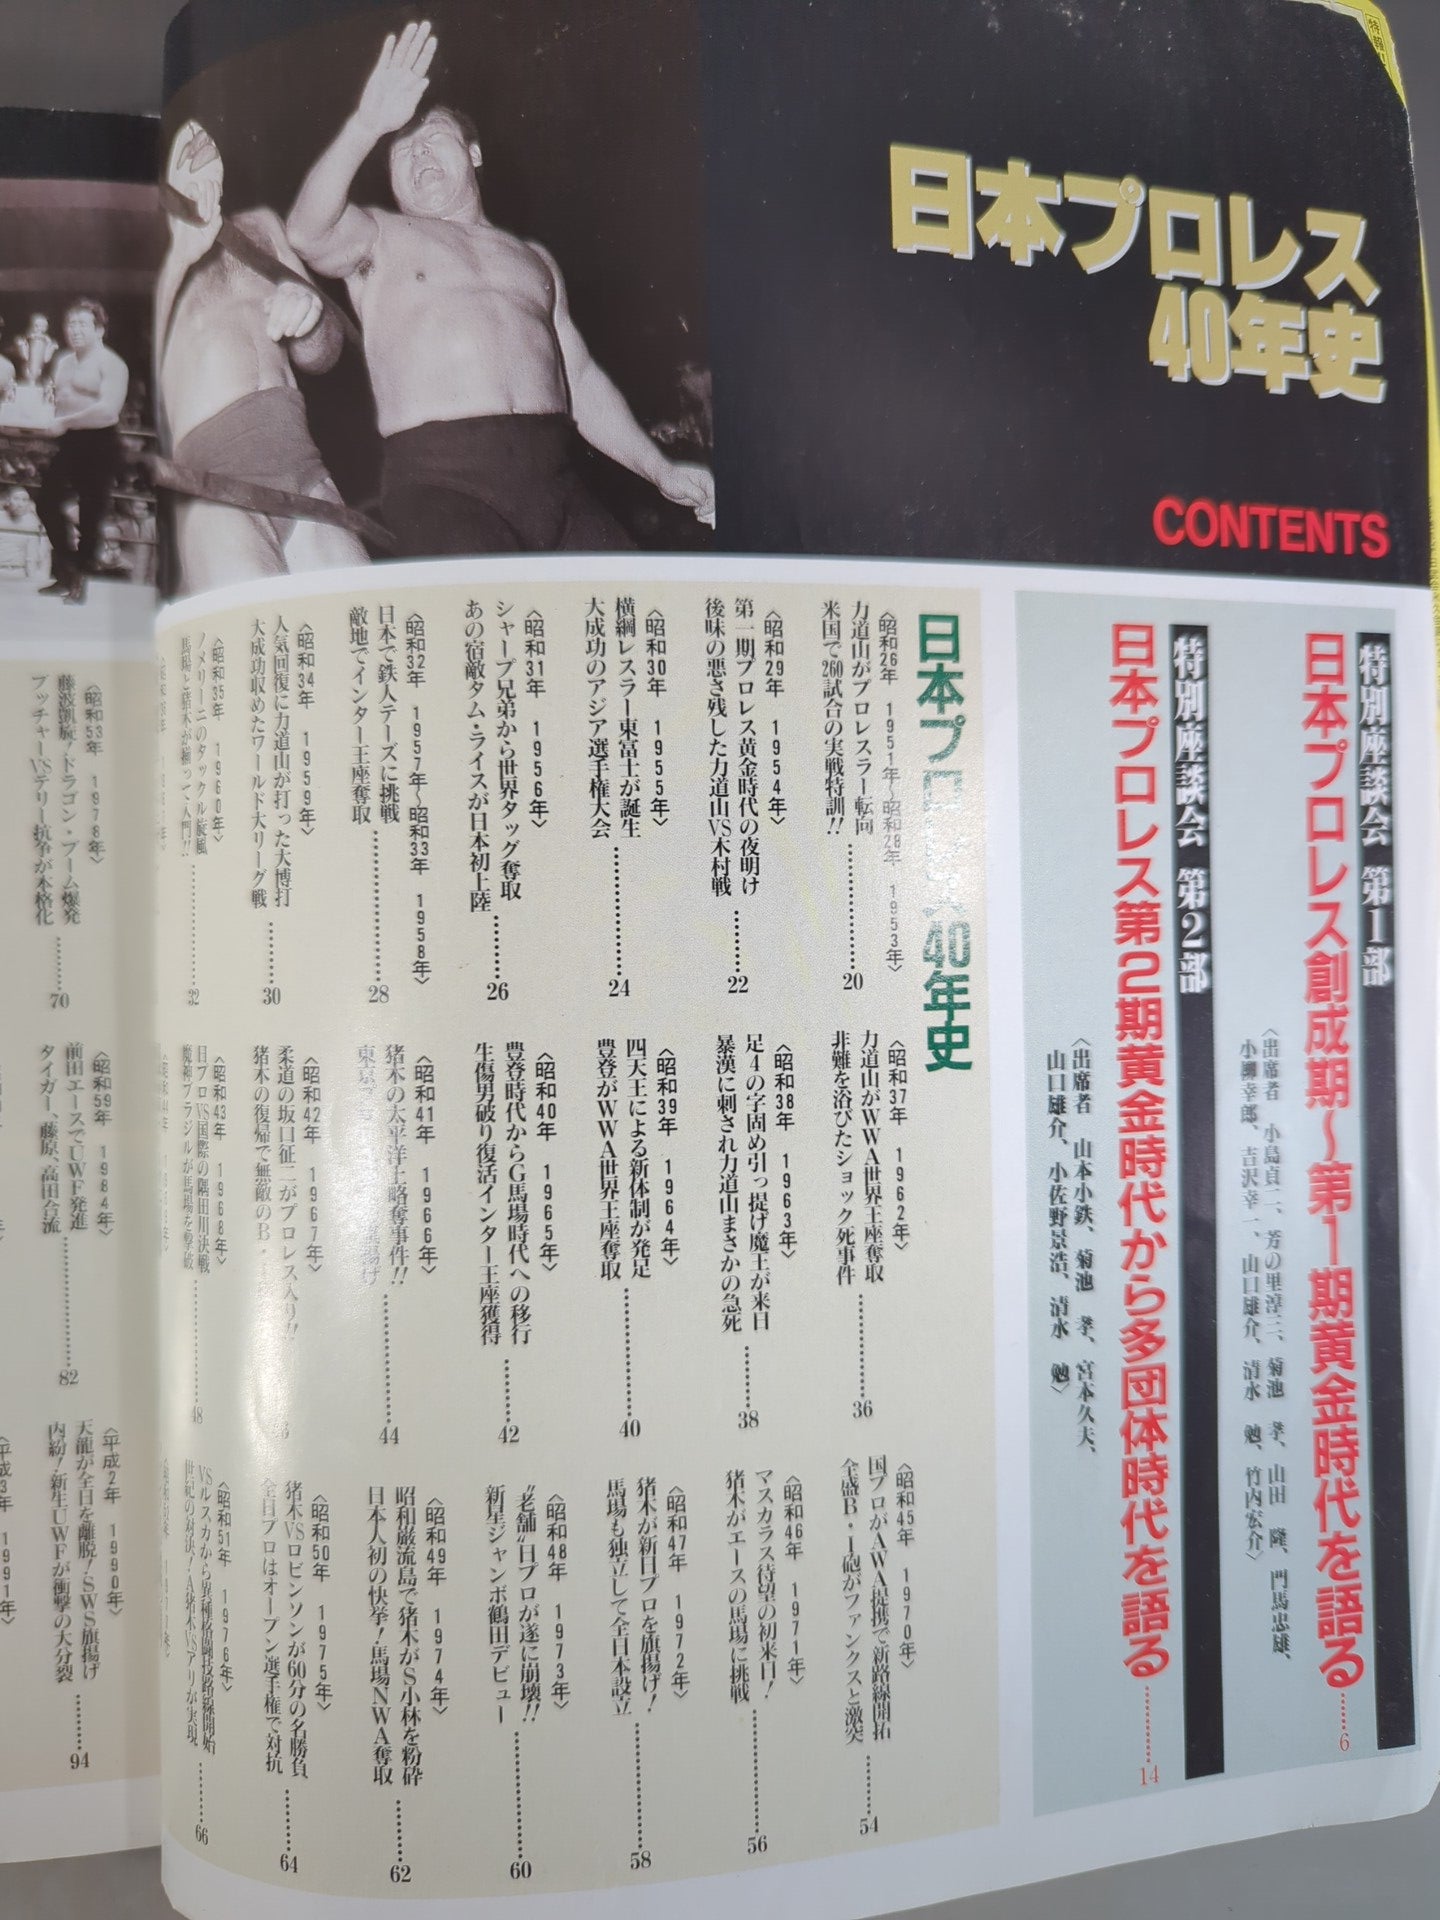 日本プロレス
40年史
CONTENTS
特別座談会 第1部
日本プロレス創成期〜第1期黄金時代を語る……6
〈出席者 小島貞二、芳の里淳三、菊池 孝、山田 隆、門馬忠雄、
小柳幸郎、吉沢幸一、山口雄介、清水 勉、竹内宏介〉
特別座談会 第2部
日本プロレス第2期黄金時代から多団体時代を語る……14
〈出席者 山本小鉄、菊池 孝、宮本久夫、
山口雄介、小佐野景浩、清水 勉〉
日本プロ 40年史
〈昭和26年 1951年〜昭和28年 1953年〉
力道山がプロレスラー転向
米国で260試合の実戦特訓!!……20
〈昭和29年 1954年〉
第一期プロレス黄金時代の夜明け
後味の悪さ残した力道山VS木村戦……22
〈昭和30年 1955年〉
横綱レスラー東富士が誕生
大成功のアジア選手権大会……24
〈昭和31年 1956年〉
シャープ兄弟から世界タッグ奪取
あの宿敵タム・ライスが日本初上陸……26
〈昭和32年 1957年〜昭和33年 1958年〉
日本で鉄人テーズに挑戦
敵地でインター王座奪取……28
〈昭和34年 1959年〉
人気回復に力道山が打った大博打
大成功収めたワールド大リーグ戦……30
〈昭和35年 1960年〉
ノメリーニのタックル旋風
馬場と猪木が揃って入門!!……32
〈昭和37年 1962年〉
力道山がWWA世界王座奪取
非難を浴びたショック死事件……36
〈昭和38年 1963年〉
足4の字固め引っ提げ魔王が来日
暴漢に刺され力道山まさかの急死……38
〈昭和39年 1964年〉
四天王による新体制が発足
豊登がWWA世界王座奪取……40
〈昭和40年 1965年〉
豊登時代からG馬場時代への移行
生傷男破り復活インター王座獲得……42
〈昭和41年 1966年〉
猪木の太平洋上略奪事件!!
東京プ 旗揚げ……44
〈昭和42年 1967年〉
柔道の坂口征二がプロレス入り!!
猪木の復帰で無敵のB・……
〈昭和43年 1968年〉
日プロVS国際の隅田川決戦
魔神ブラジルが馬場を撃破……48
〈昭和45年 1970年〉
国プロがAWA提携で新路線開拓
全盛B・I砲がファンクスと激突……54
〈昭和46年 1971年〉
マスカラス待望の初来日!
猪木がエースの馬場に挑戦……56
〈昭和47年 1972年〉
猪木が新日プロを旗揚げ!
馬場も独立して全日本設立……58
〈昭和48年 1973年〉
"老舗"日プロが遂に崩壊!!
新星ジャンボ鶴田デビュー……60
〈昭和49年 1974年〉
昭和巌流島で猪木がS小林を粉砕
日本人初の快挙!馬場NWA奪取……62
〈昭和50年 1975年〉
猪木VSロビンソンが60分の名勝負
全日プロはオープン選手権で対抗……64
〈昭和51年 1976年〉
VSルスカから異種格闘技路線開始
世紀の対決!A猪木VSアリが実現……66
〈昭和53年 1978年〉
藤波凱旋!ドラゴン・ブーム爆発
ブッチャーVSテリー抗争が本格化……70
〈昭和59年 1984年〉
前田エースでUWF発進
タイガー、藤原、高田合流……82
〈平成2年 1990年〉
天龍が全日を離脱!SWS旗揚げ
内紛!新生UWFが衝撃の大分裂……94
〈平成3年 1991年〉